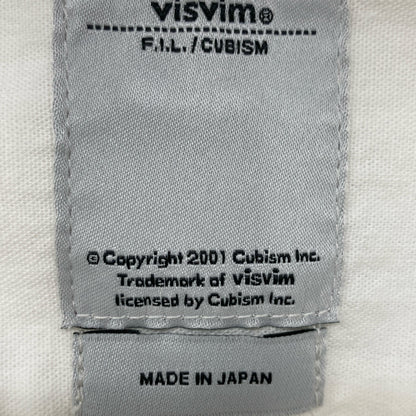 visvim®
F.I.L./CUBISM
© Copyright 2001 Cubism Inc.
Trademark of visvim
licensed by Cubism Inc.
MADE IN JAPAN